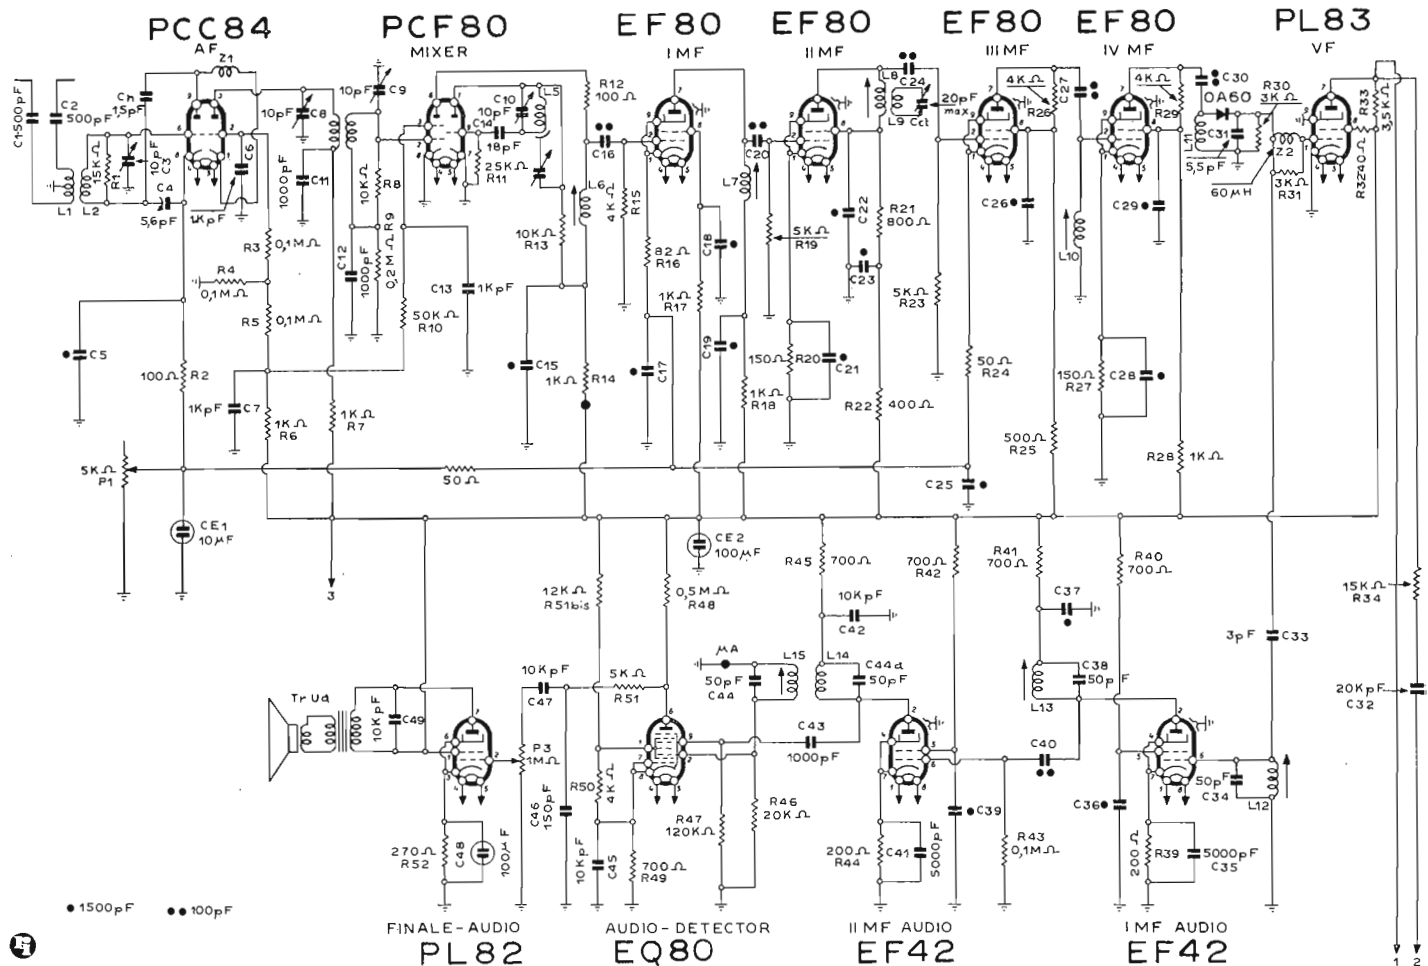 PCC84
PCF80
EF80
EF80
EF80
EF80
PL83
AF
MIXER
I MF
II MF
III MF
IV MF
VF
Z1
C1-500pF
C2
500pF
Cn
1,5pF
10pF
C8
10pF
C9
C10
10pF
L5
R12
100Ω
C14
18pF
L8
C24
L9 Cct
20pF
max
4KΩ
R26
C27
4KΩ
R29
C30
OA60
R30
3KΩ
R33
3,5KΩ
15KΩ
R1
10pF
C3
C6
C4
5,6pF
1KpF
L1
L2
1000pF
C11
10KΩ
R8
25KΩ
R11
C16
L6
4KΩ
R15
C20
L7
L11
C31
5,5pF
Z2
60μH
3KΩ
R31
R32 40Ω
R3
0,1MΩ
R4
0,1MΩ
R5
0,1MΩ
C12
1000pF
0,2MΩ
R9
C13
1KpF
50KΩ
R10
10KΩ
R13
82Ω
R16
1KΩ
R17
C18
5KΩ
R19
C22
C23
R21
800Ω
5KΩ
R23
C26
L10
C29
C5
100Ω
R2
1KpF
C7
1KΩ
R6
1KΩ
R7
C15
1KΩ
R14
C17
C19
1KΩ
R18
150Ω
R20
C21
R22
400Ω
50Ω
R24
500Ω
R25
150Ω
R27
C28
R28
1KΩ
5KΩ
P1
50Ω
C25
CE1
10μF
3
12KΩ
R51bis
0,5MΩ
R48
CE2
100μF
R45
700Ω
700Ω
R42
R41
700Ω
R40
700Ω
15KΩ
R34
10KpF
C42
C37
3pF
C33
μA
L15
L14
50pF
C44
C44a
50pF
C38
50pF
L13
20KpF
C32
Tr Ud
10KpF
C49
10KpF
C47
5KΩ
R51
P3
1MΩ
C43
1000pF
C40
C46
150pF
R50
4KΩ
R47
120KΩ
R46
20KΩ
C39
C36
50pF
C34
L12
270Ω
R52
C48
100μF
10KpF
C45
700Ω
R49
200Ω
R44
C41
5000pF
R43
0,1MΩ
200Ω
R39
5000pF
C35
● 1500pF
●● 100pF
FINALE-AUDIO
AUDIO-DETECTOR
II MF AUDIO
I MF AUDIO
PL82
EQ80
EF42
EF42
1
2